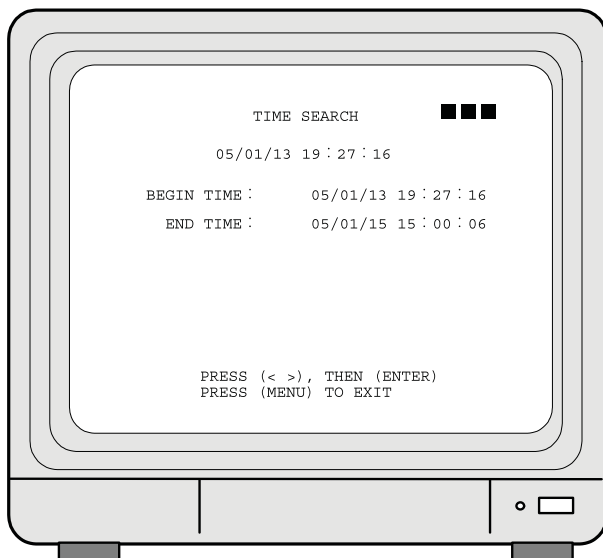 TIME SEARCH
05/01/13 19:27:16
BEGIN TIME: 05/01/13 19:27:16
END TIME: 05/01/15 15:00:06
PRESS (< >), THEN (ENTER)
PRESS (MENU) TO EXIT